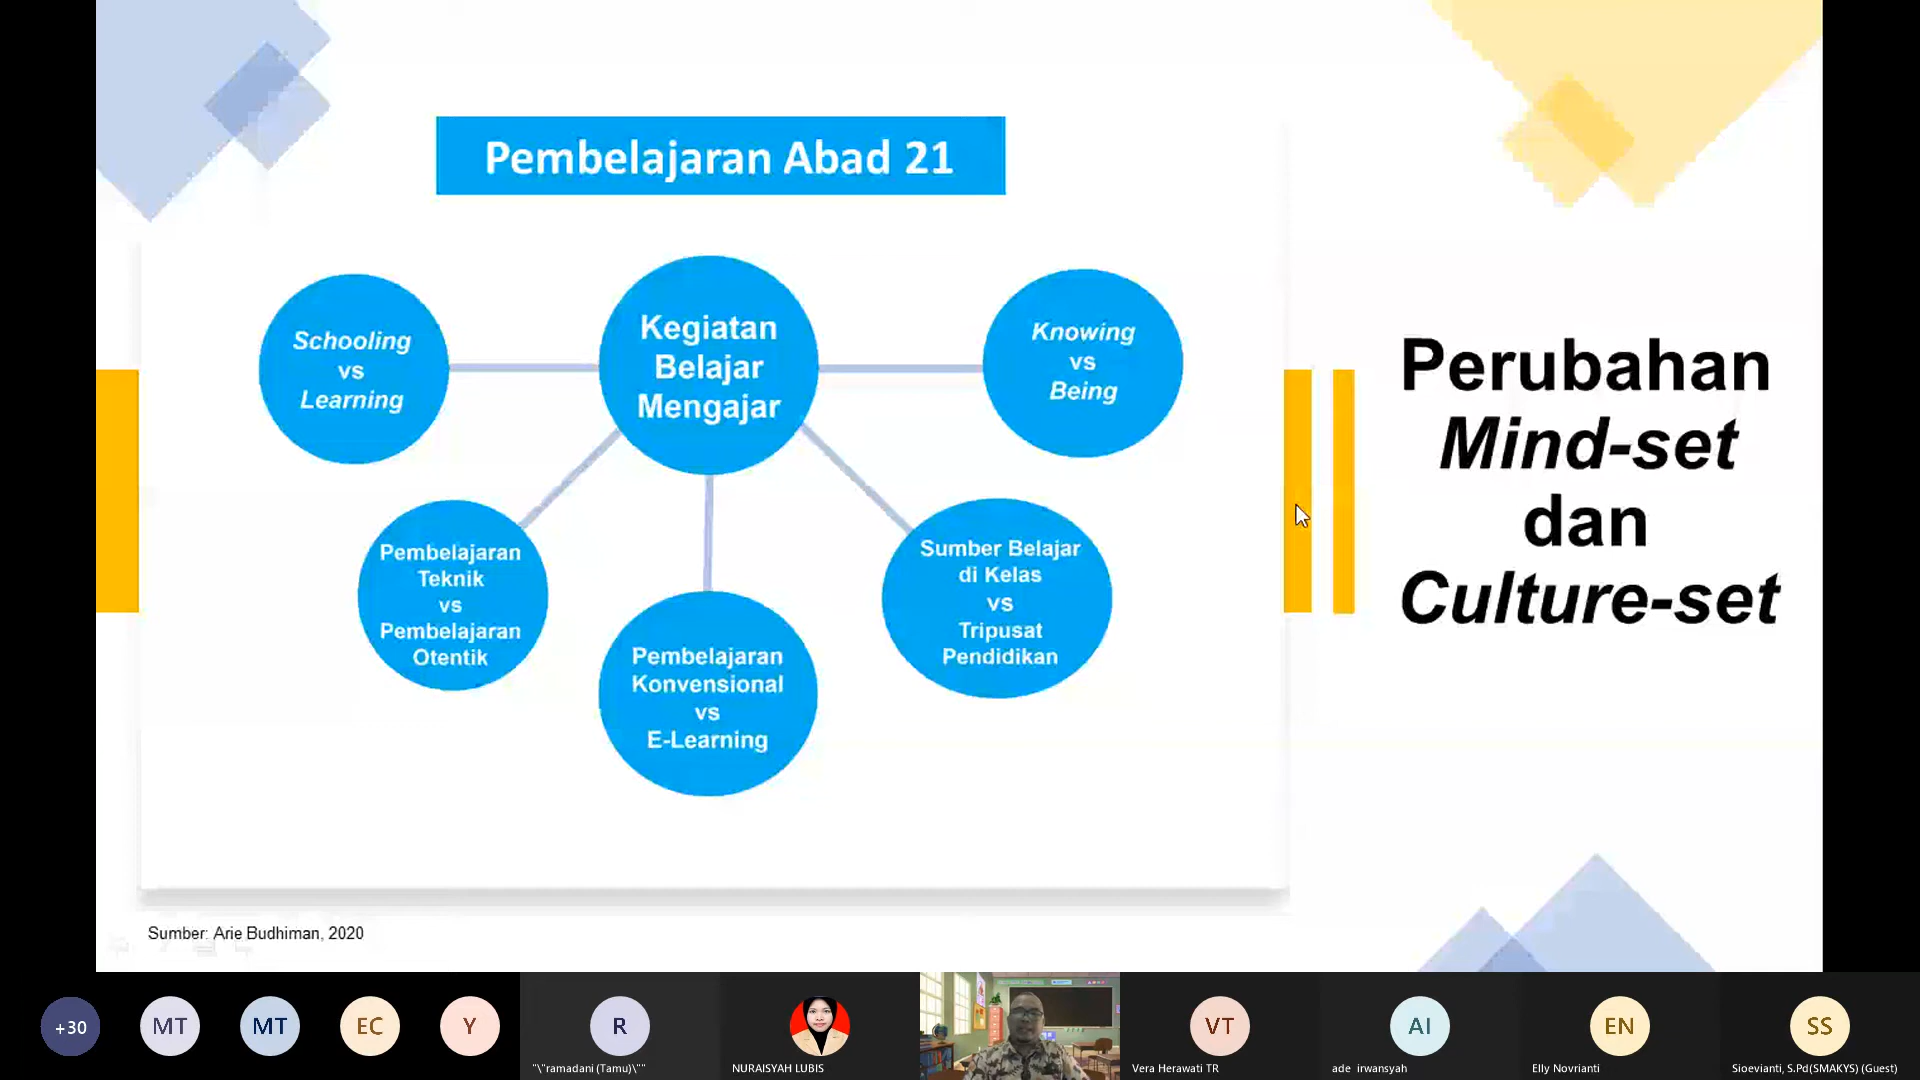 Pembelajaran Abad 21
Schooling
vs
Learning
Kegiatan
Belajar
Mengajar
Knowing
vs
Being
Pembelajaran
Teknik
vs
Pembelajaran
Otentik
Pembelajaran
Konvensional
vs
E-Learning
Sumber Belajar
di Kelas
vs
Tripusat
Pendidikan
Perubahan
Mind-set
dan
Culture-set
Sumber: Arie Budhiman, 2020
+30
MT
MT
EC
Y
R
"\"ramadani (Tamu)\""
NURAISYAH LUBIS
VT
Vera Herawati TR
AI
ade irwansyah
EN
Elly Novrianti
SS
Sioevianti, S.Pd(SMAKYS) (Guest)